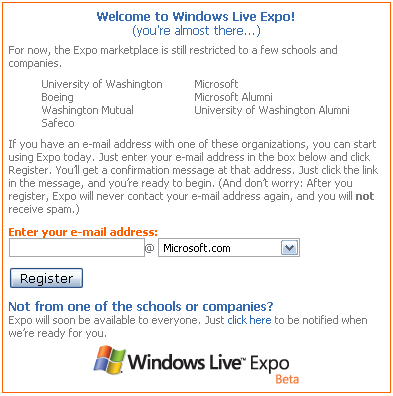 Welcome to Windows Live Expo!
(you're almost there...)
For now, the Expo marketplace is still restricted to a few schools and
companies.
University of Washington Microsoft
Boeing Microsoft Alumni
Washington Mutual University of Washington Alumni
Safeco
If you have an e-mail address with one of these organizations, you can start
using Expo today. Just enter your e-mail address in the box below and click
Register. You'll get a confirmation message at that address. Just click the link
in the message, and you're ready to begin. (And don't worry: After you
register, Expo will never contact your e-mail address again, and you will not
receive spam.)
Enter your e-mail address:
@ Microsoft.com
Register
Not from one of the schools or companies?
Expo will soon be available to everyone. Just click here to be notified when
we're ready for you.
Windows Live™ Expo
Beta